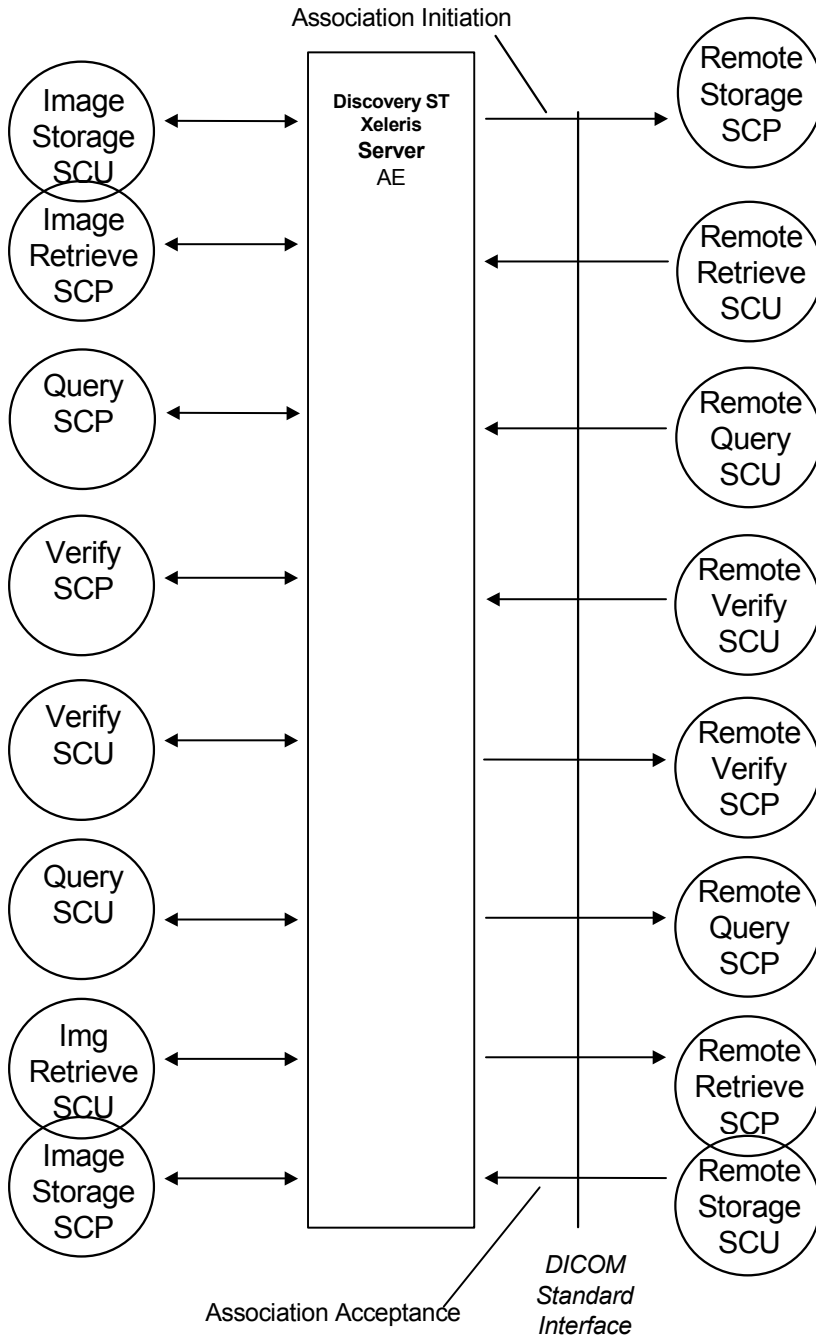 Association Initiation
Image
Storage
SCU
Image
Retrieve
SCP
Query
SCP
Verify
SCP
Verify
SCU
Query
SCU
Img
Retrieve
SCU
Image
Storage
SCP
Discovery ST
Xeleris
Server
AE
Remote
Storage
SCP
Remote
Retrieve
SCU
Remote
Query
SCU
Remote
Verify
SCU
Remote
Verify
SCP
Remote
Query
SCP
Remote
Retrieve
SCP
Remote
Storage
SCU
Association Acceptance
DICOM
Standard
Interface